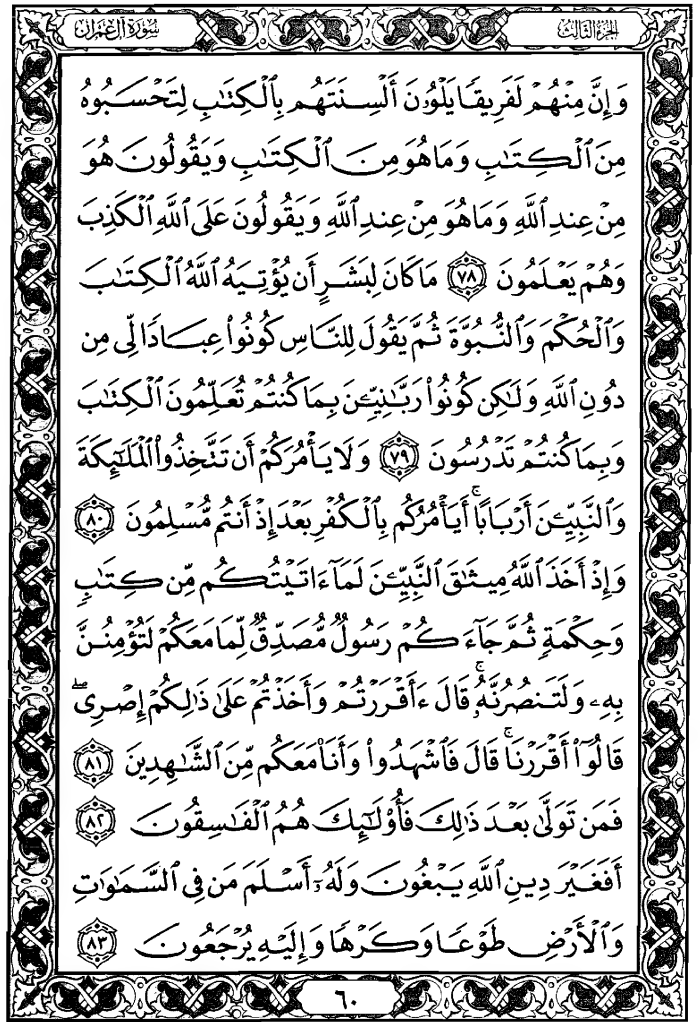 الجزء الثالث
سورة آل عمران
وَإِنَّ مِنْهُمْ لَفَرِيقًا يَلْوُۥنَ أَلْسِنَتَهُم بِٱلْكِتَٰبِ لِتَحْسَبُوهُ
مِنَ ٱلْكِتَٰبِ وَمَا هُوَ مِنَ ٱلْكِتَٰبِ وَيَقُولُونَ هُوَ
مِنْ عِندِ ٱللَّهِ وَمَا هُوَ مِنْ عِندِ ٱللَّهِ وَيَقُولُونَ عَلَى ٱللَّهِ ٱلْكَذِبَ
وَهُمْ يَعْلَمُونَ ٧٨ مَا كَانَ لِبَشَرٍ أَن يُؤْتِيَهُ ٱللَّهُ ٱلْكِتَٰبَ
وَٱلْحُكْمَ وَٱلنُّبُوَّةَ ثُمَّ يَقُولَ لِلنَّاسِ كُونُوا۟ عِبَادًا لِّى مِن
دُونِ ٱللَّهِ وَلَٰكِن كُونُوا۟ رَبَّٰنِيِّۦنَ بِمَا كُنتُمْ تُعَلِّمُونَ ٱلْكِتَٰبَ
وَبِمَا كُنتُمْ تَدْرُسُونَ ٧٩ وَلَا يَأْمُرَكُمْ أَن تَتَّخِذُوا۟ ٱلْمَلَٰٓئِكَةَ
وَٱلنَّبِيِّۦنَ أَرْبَابًا ۗ أَيَأْمُرُكُم بِٱلْكُفْرِ بَعْدَ إِذْ أَنتُم مُّسْلِمُونَ ٨٠
وَإِذْ أَخَذَ ٱللَّهُ مِيثَٰقَ ٱلنَّبِيِّۦنَ لَمَآ ءَاتَيْتُكُم مِّن كِتَٰبٍ
وَحِكْمَةٍ ثُمَّ جَآءَكُمْ رَسُولٌ مُّصَدِّقٌ لِّمَا مَعَكُمْ لَتُؤْمِنُنَّ
بِهِۦ وَلَتَنصُرُنَّهُۥ ۚ قَالَ ءَأَقْرَرْتُمْ وَأَخَذْتُمْ عَلَىٰ ذَٰلِكُمْ إِصْرِى ۖ
قَالُوٓا۟ أَقْرَرْنَا ۚ قَالَ فَٱشْهَدُوا۟ وَأَنَا۠ مَعَكُم مِّنَ ٱلشَّٰهِدِينَ ٨١
فَمَن تَوَلَّىٰ بَعْدَ ذَٰلِكَ فَأُو۟لَٰٓئِكَ هُمُ ٱلْفَٰسِقُونَ ٨٢
أَفَغَيْرَ دِينِ ٱللَّهِ يَبْغُونَ وَلَهُۥٓ أَسْلَمَ مَن فِى ٱلسَّمَٰوَٰتِ
وَٱلْأَرْضِ طَوْعًا وَكَرْهًا وَإِلَيْهِ يُرْجَعُونَ ٨٣
٦٠